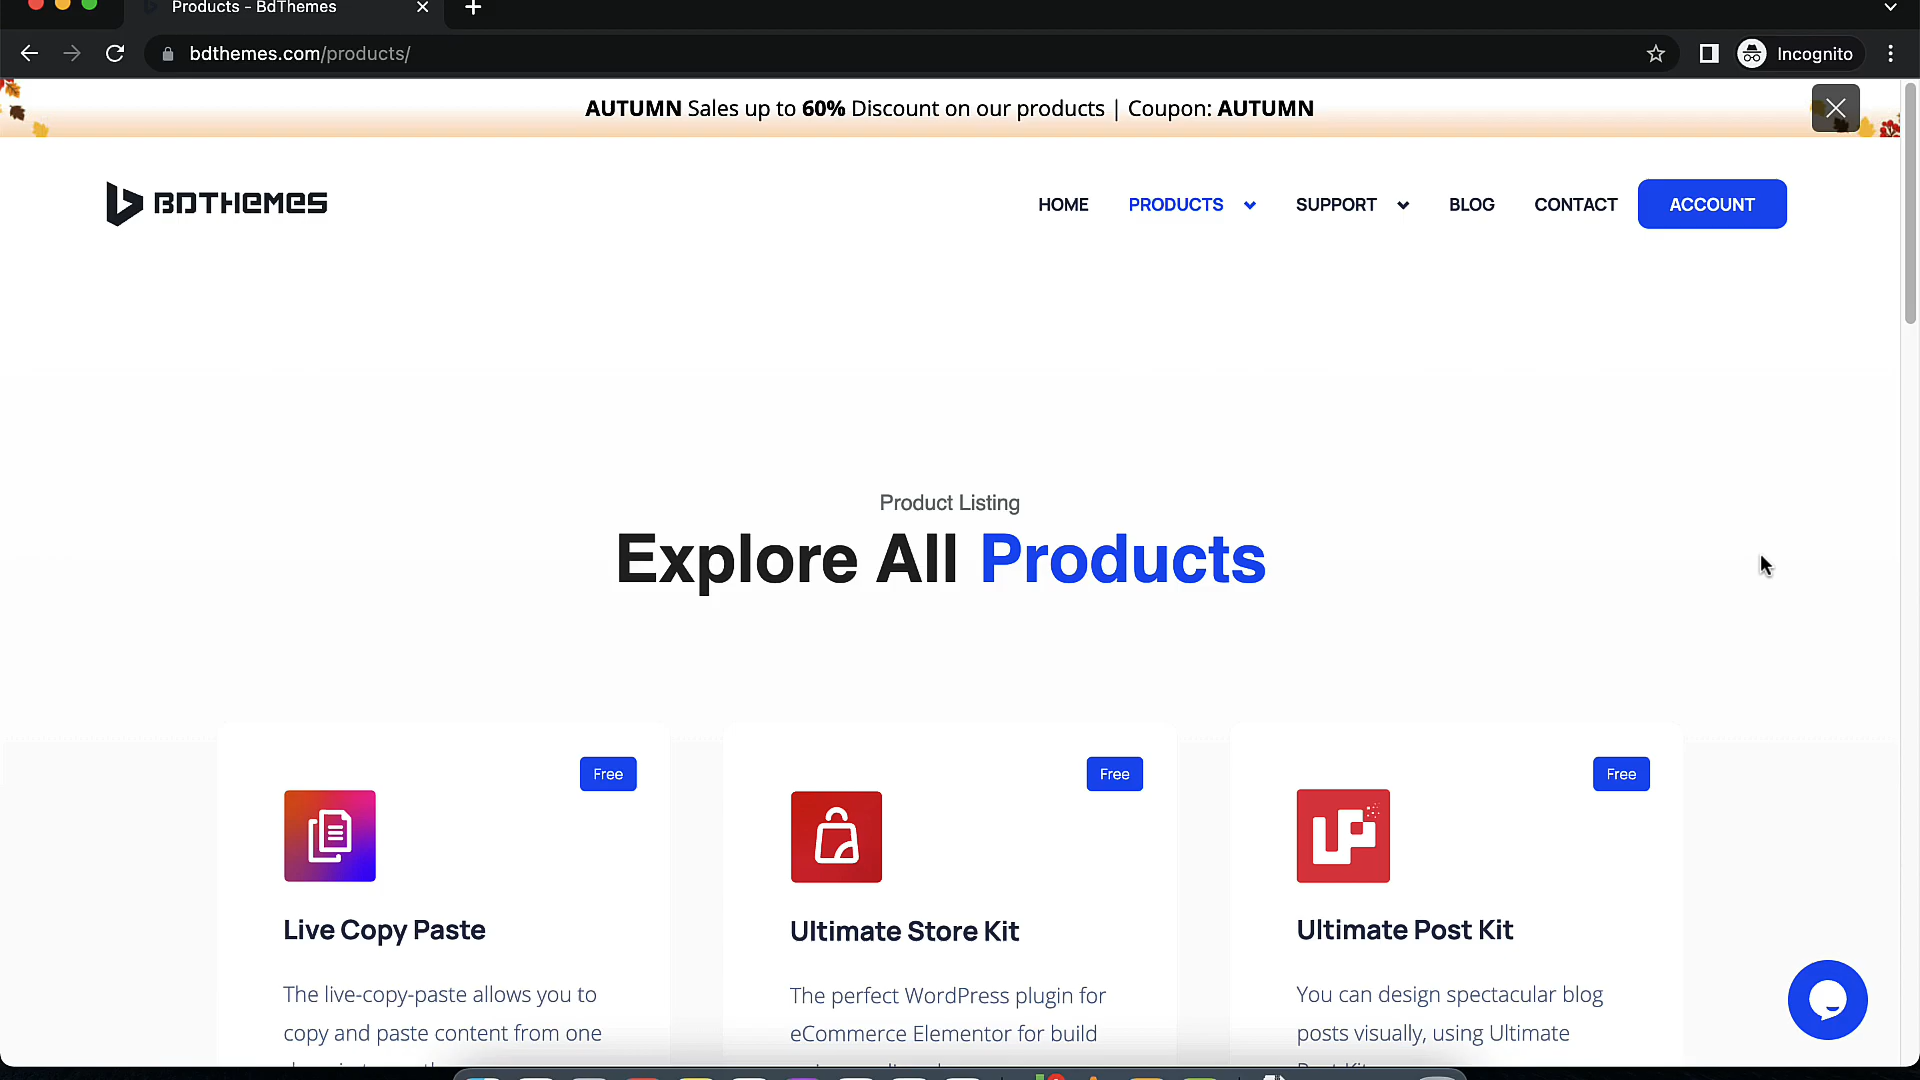 Products - BdThemes
bdthemes.com/products/
Incognito
AUTUMN Sales up to 60% Discount on our products | Coupon: AUTUMN
BDTHEMES
HOME
PRODUCTS
SUPPORT
BLOG
CONTACT
ACCOUNT
Product Listing
Explore All Products
Free
Live Copy Paste
The live-copy-paste allows you to
copy and paste content from one
Free
Ultimate Store Kit
The perfect WordPress plugin for
eCommerce Elementor for build
Free
Ultimate Post Kit
You can design spectacular blog
posts visually, using Ultimate